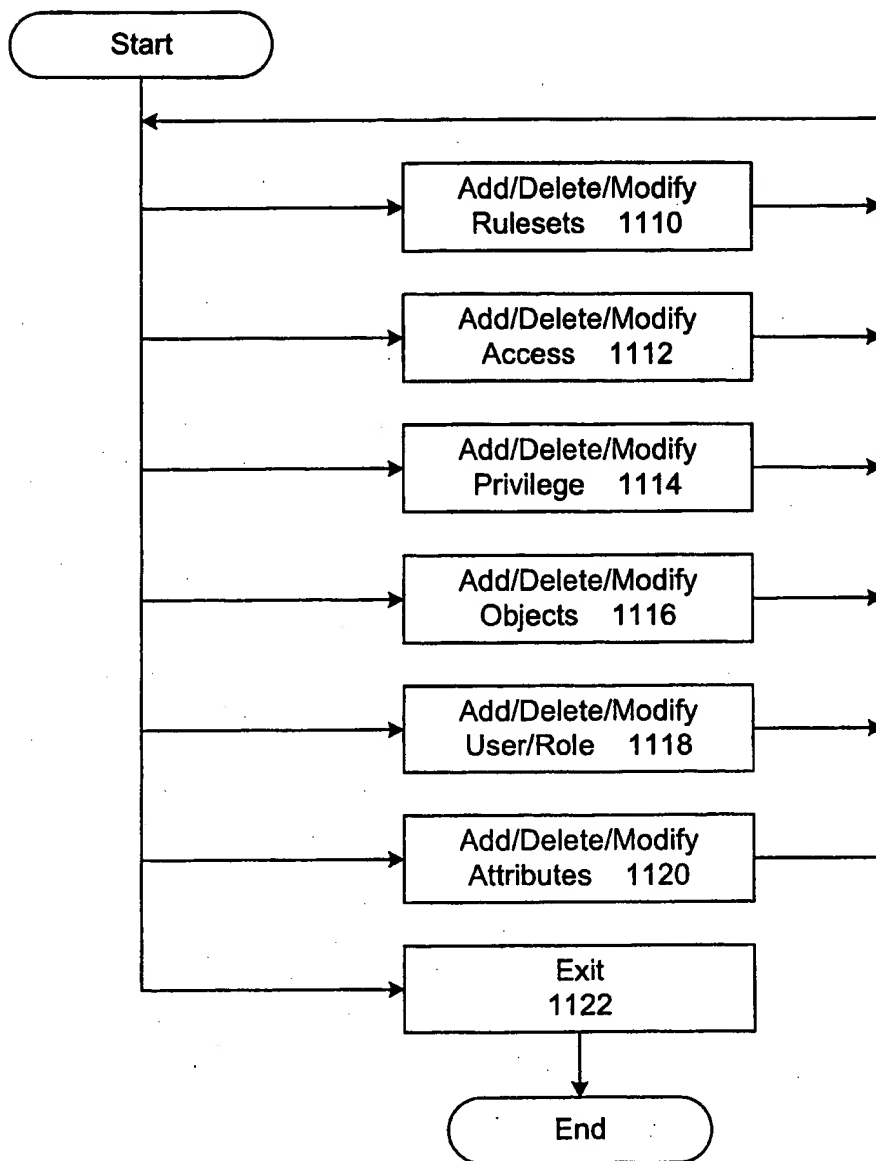 Start
Add/Delete/Modify
Rulesets 1110
Add/Delete/Modify
Access 1112
Add/Delete/Modify
Privilege 1114
Add/Delete/Modify
Objects 1116
Add/Delete/Modify
User/Role 1118
Add/Delete/Modify
Attributes 1120
Exit
1122
End